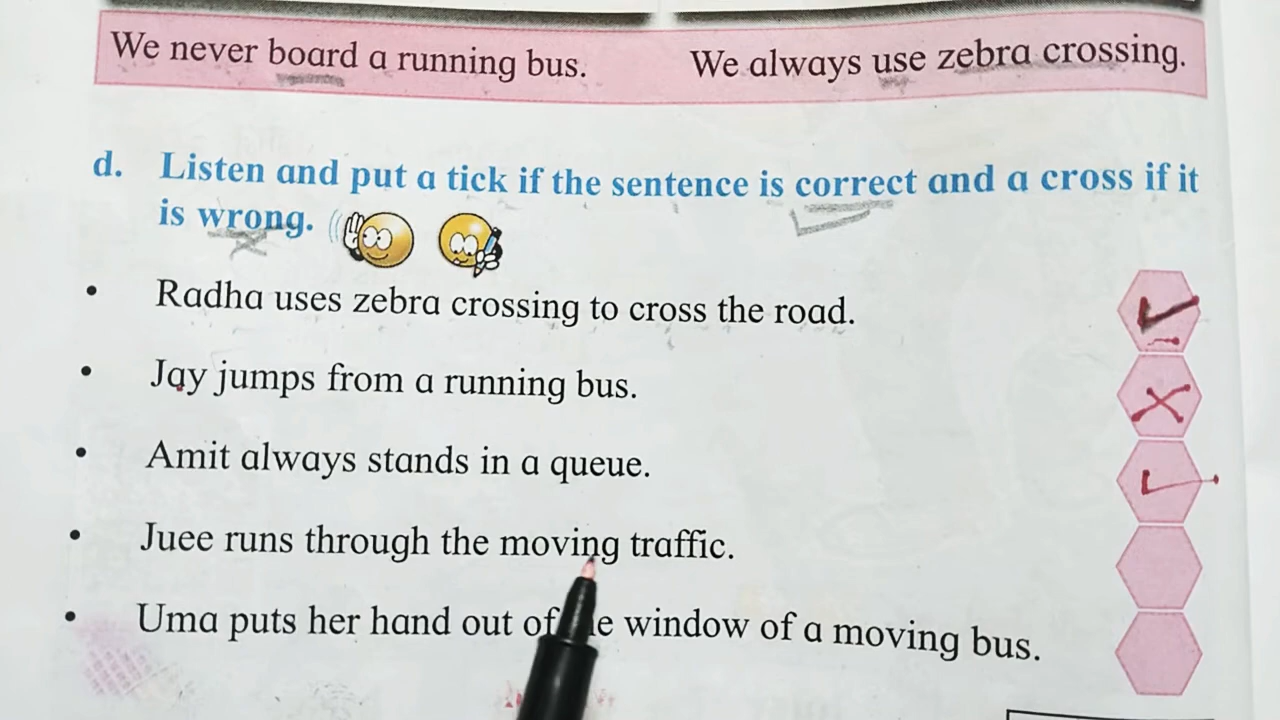 We never board a running bus. We always use zebra crossing.
d. Listen and put a tick if the sentence is correct and a cross if it
is wrong.
• Radha uses zebra crossing to cross the road.
• Jay jumps from a running bus.
• Amit always stands in a queue.
• Juee runs through the moving traffic.
• Uma puts her hand out of window of a moving bus.